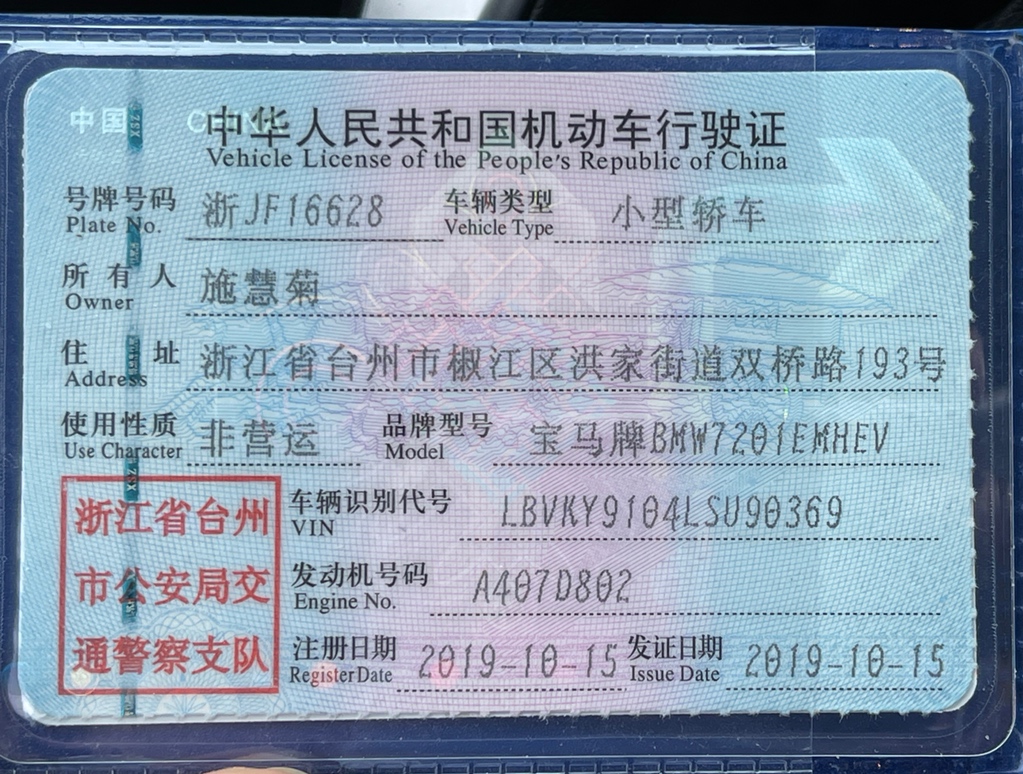 中国 CHINA
中华人民共和国机动车行驶证
Vehicle License of the People's Republic of China
号牌号码 浙JF16628 车辆类型 小型轿车
Plate No. Vehicle Type
所有人 施慧菊
Owner
住址 浙江省台州市椒江区洪家街道双桥路193号
Address
使用性质 非营运 品牌型号 宝马牌BMW7201EMHEV
Use Character Model
浙江省台州
市公安局交
通警察支队
车辆识别代号 LBVKY9104LSU90369
VIN
发动机号码 A407D802
Engine No.
注册日期 2019-10-15 发证日期 2019-10-15
Register Date Issue Date